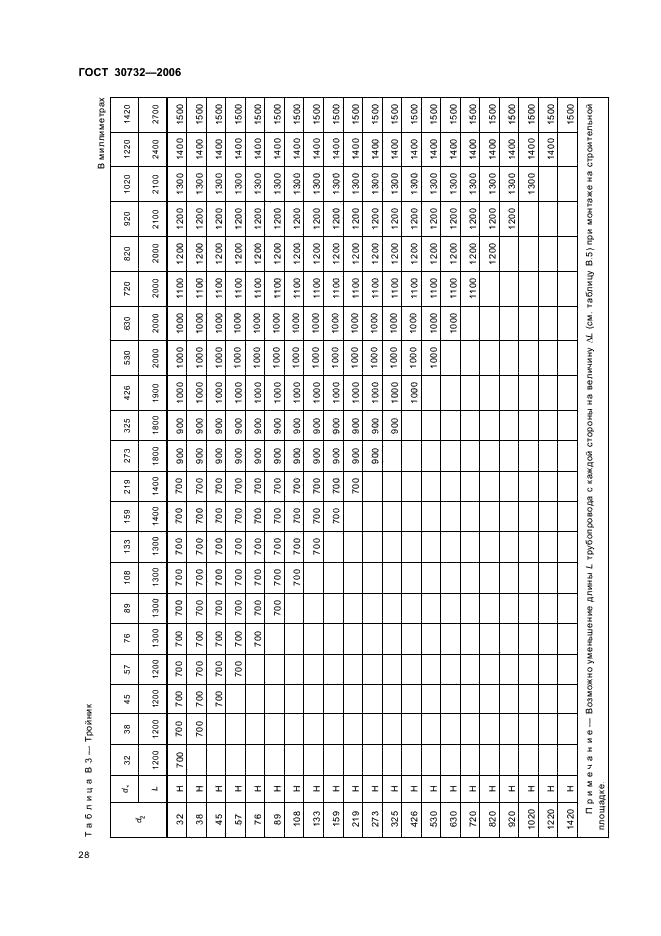 ГОСТ 30732—2006
Таблица В 3 — Тройник
В миллиметрах
d₂ d₁ 32 38 45 57 76 89 108 133 159 219 273 325 426 530 630 720 820 920 1020 1220 1420
L 1200 1200 1200 1200 1300 1300 1300 1300 1400 1400 1800 1800 1900 2000 2000 2000 2000 2100 2100 2400 2700
32 H 700 700 700 700 700 700 700 700 700 700 900 900 1000 1000 1000 1100 1200 1200 1300 1400 1500
38 H 700 700 700 700 700 700 700 700 700 900 900 1000 1000 1000 1100 1200 1200 1300 1400 1500
45 H 700 700 700 700 700 700 700 700 900 900 1000 1000 1000 1100 1200 1200 1300 1400 1500
57 H 700 700 700 700 700 700 700 900 900 1000 1000 1000 1100 1200 1200 1300 1400 1500
76 H 700 700 700 700 700 700 900 900 1000 1000 1000 1100 1200 1200 1300 1400 1500
89 H 700 700 700 700 700 900 900 1000 1000 1000 1100 1200 1200 1300 1400 1500
108 H 700 700 700 700 900 900 1000 1000 1000 1100 1200 1200 1300 1400 1500
133 H 700 700 700 900 900 1000 1000 1000 1100 1200 1200 1300 1400 1500
159 H 700 700 900 900 1000 1000 1000 1100 1200 1200 1300 1400 1500
219 H 700 900 900 1000 1000 1000 1100 1200 1200 1300 1400 1500
273 H 900 900 1000 1000 1000 1100 1200 1200 1300 1400 1500
325 H 900 1000 1000 1000 1100 1200 1200 1300 1400 1500
426 H 1000 1000 1000 1100 1200 1200 1300 1400 1500
530 H 1000 1000 1100 1200 1200 1300 1400 1500
630 H 1000 1100 1200 1200 1300 1400 1500
720 H 1100 1200 1200 1300 1400 1500
820 H 1200 1200 1300 1400 1500
920 H 1200 1300 1400 1500
1020 H 1300 1400 1500
1220 H 1400 1500
1420 H 1500
Примечание — Возможно уменьшение длины L трубопровода с каждой стороны на величину ΔL (см. таблицу В.5) при монтаже на строительной
площадке.
28